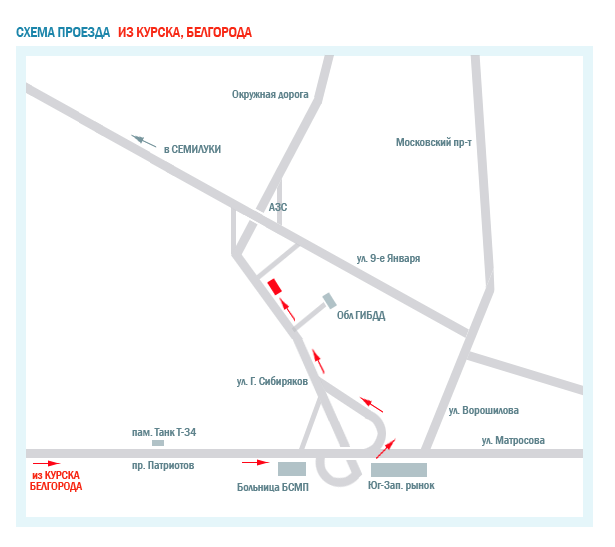 СХЕМА ПРОЕЗДА ИЗ КУРСКА, БЕЛГОРОДА
Окружная дорога
Московский пр-т
в СЕМИЛУКИ
АЗС
ул. 9-е Января
Обл ГИБДД
ул. Г. Сибиряков
ул. Ворошилова
пам. Танк Т-34
ул. Матросова
пр. Патриотов
из КУРСКА
БЕЛГОРОДА
Больница БСМП
Юг-Зап. рынок